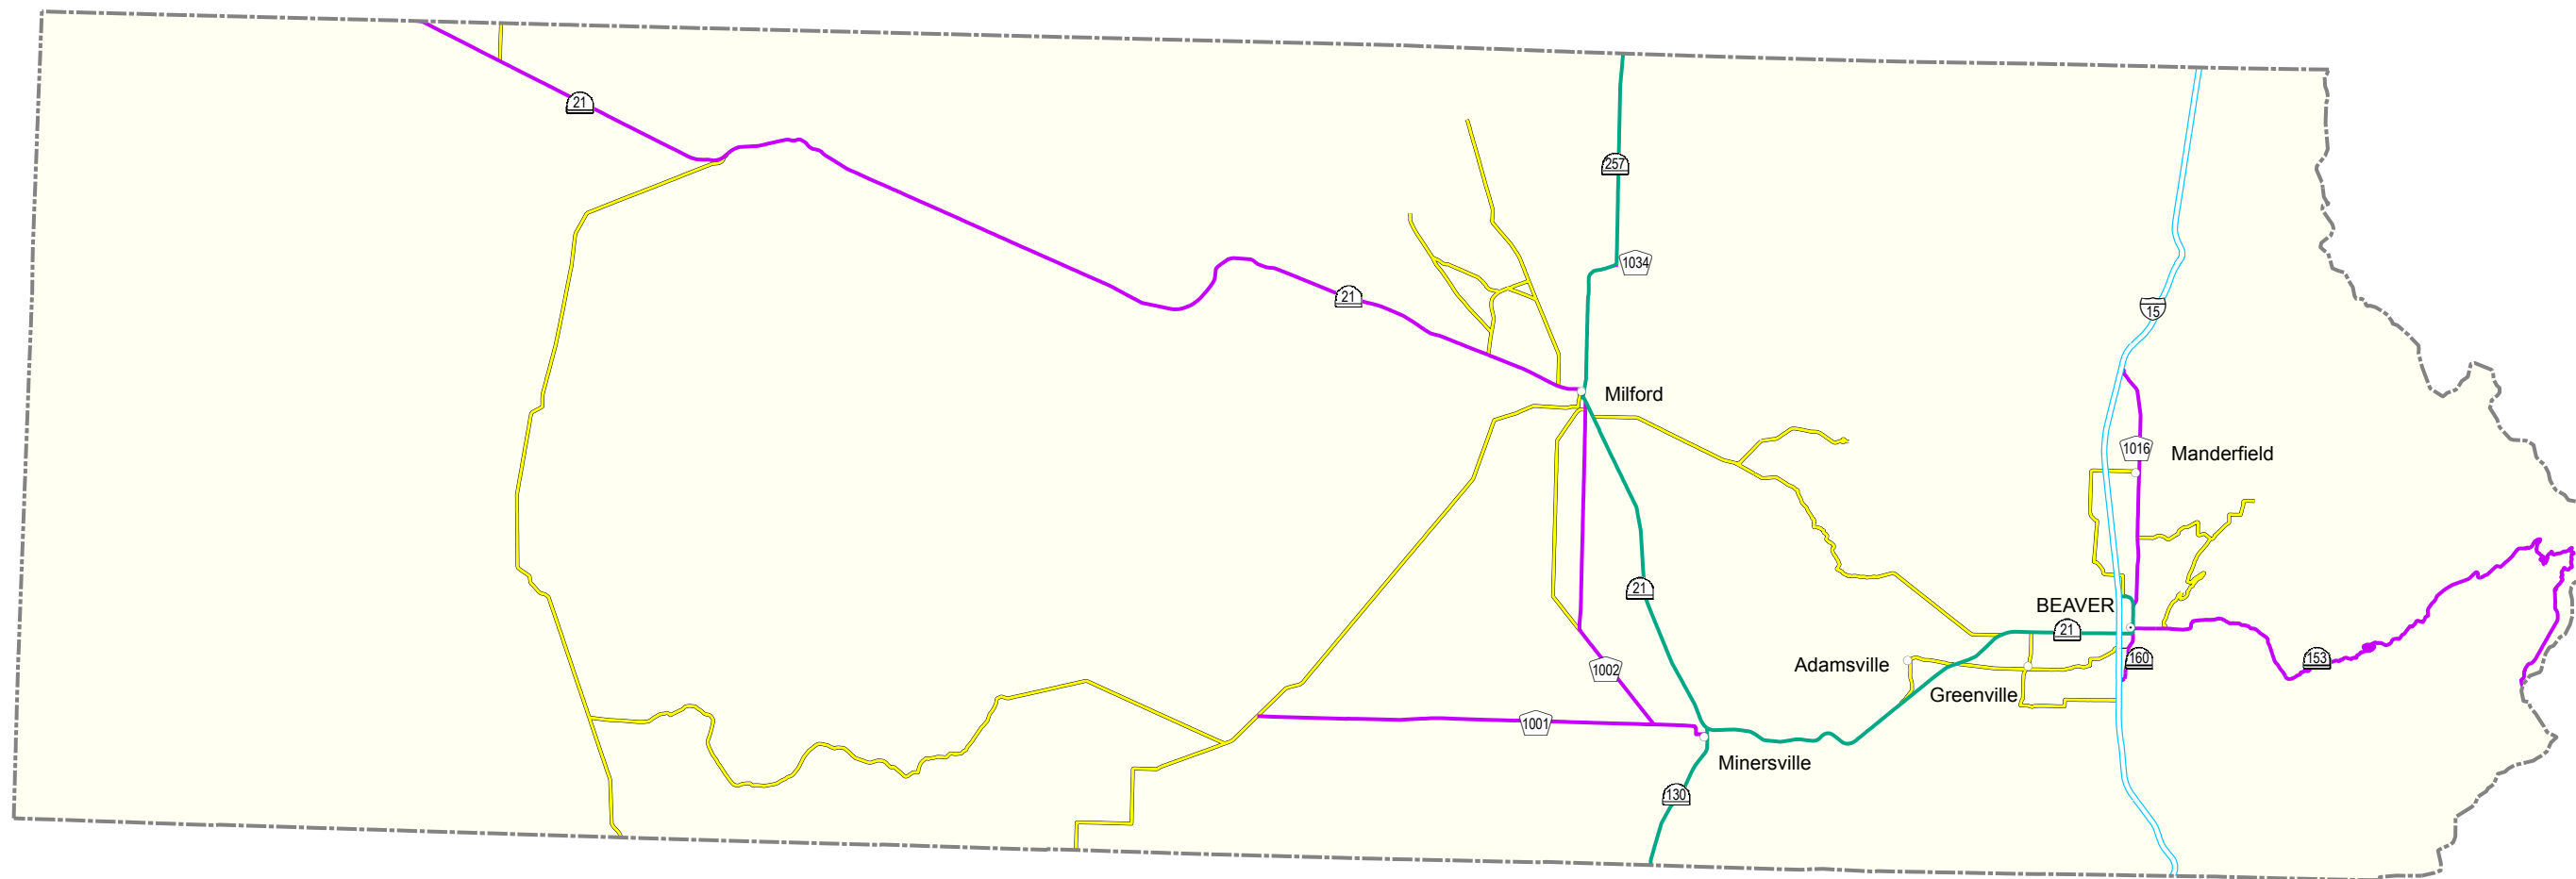 21
257
1034
21
15
Milford
1016
Manderfield
21
BEAVER
21
Adamsville
160
153
1002
Greenville
1001
Minersville
130